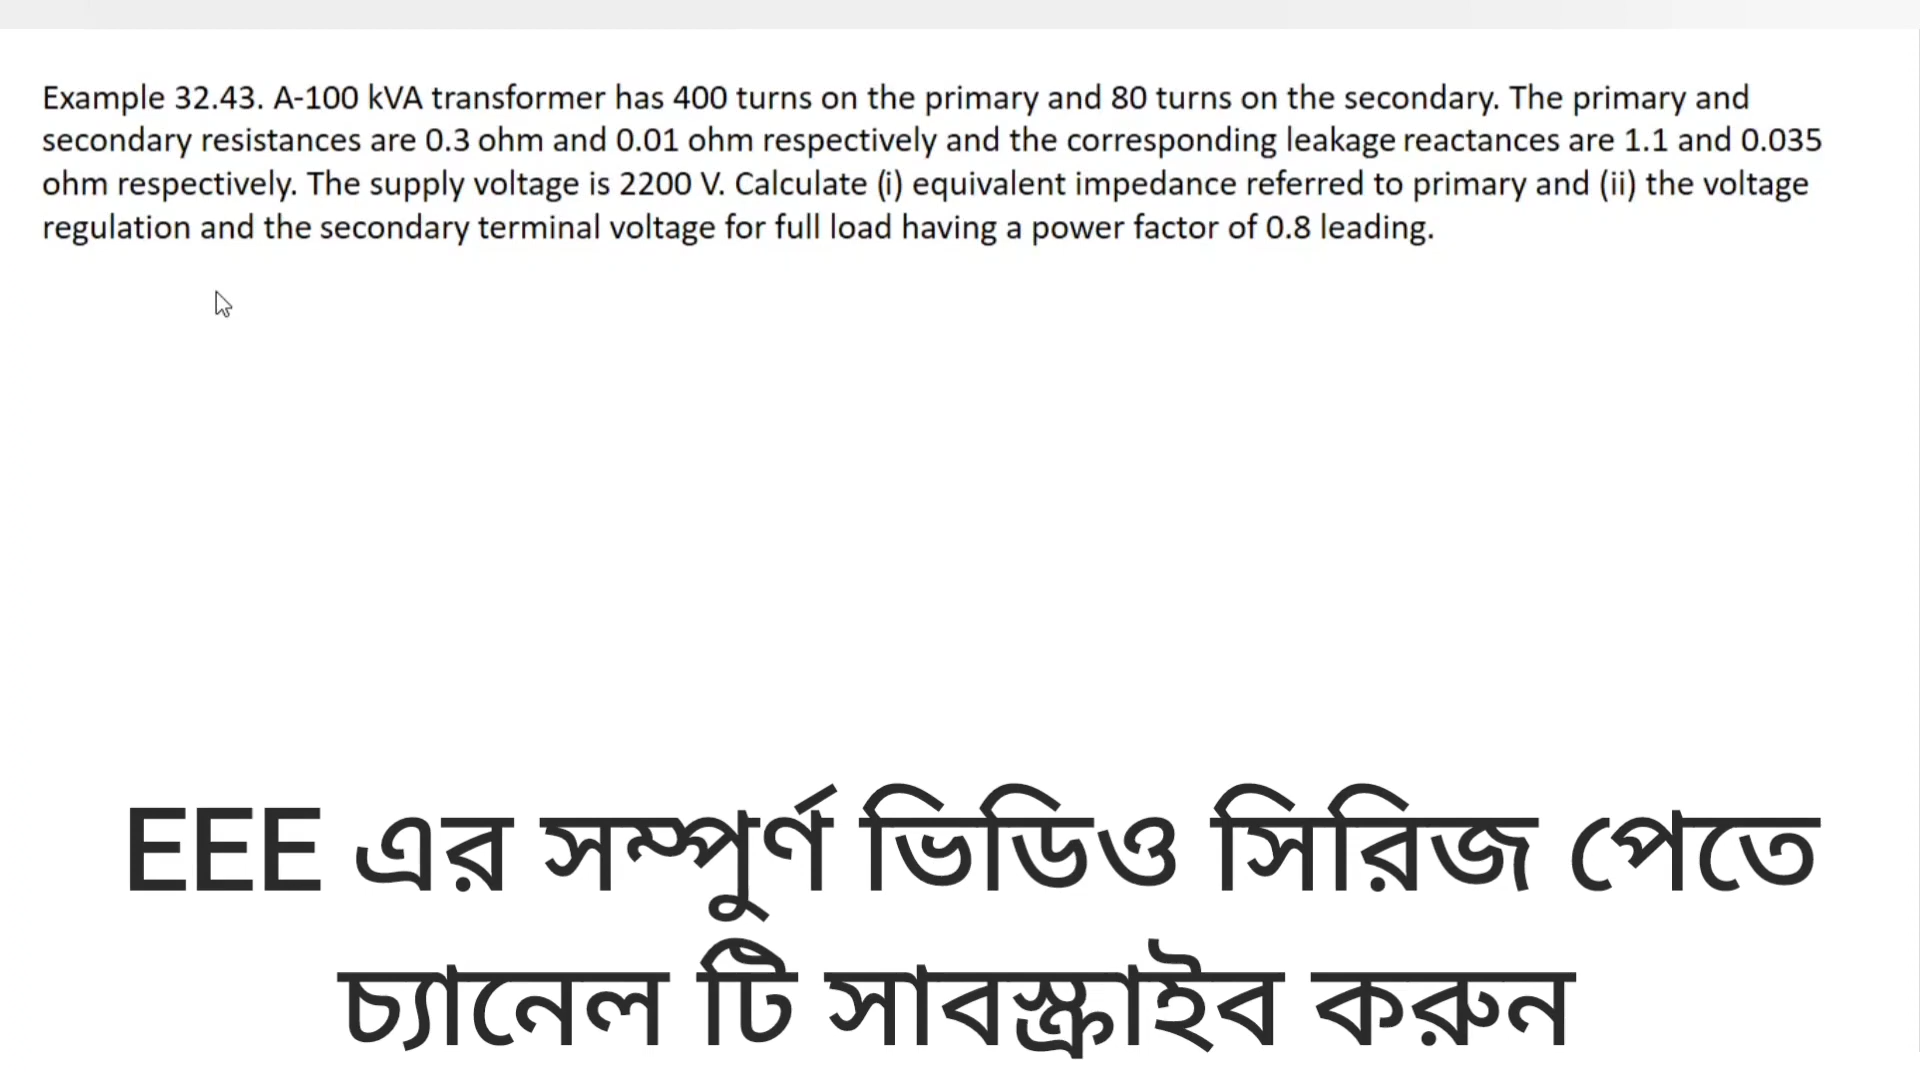 Example 32.43. A-100 kVA transformer has 400 turns on the primary and 80 turns on the secondary. The primary and
secondary resistances are 0.3 ohm and 0.01 ohm respectively and the corresponding leakage reactances are 1.1 and 0.035
ohm respectively. The supply voltage is 2200 V. Calculate (i) equivalent impedance referred to primary and (ii) the voltage
regulation and the secondary terminal voltage for full load having a power factor of 0.8 leading.
EEE এর সম্পুর্ণ ভিডিও সিরিজ পেতে
চ্যানেল টি সাবস্ক্রাইব করুন